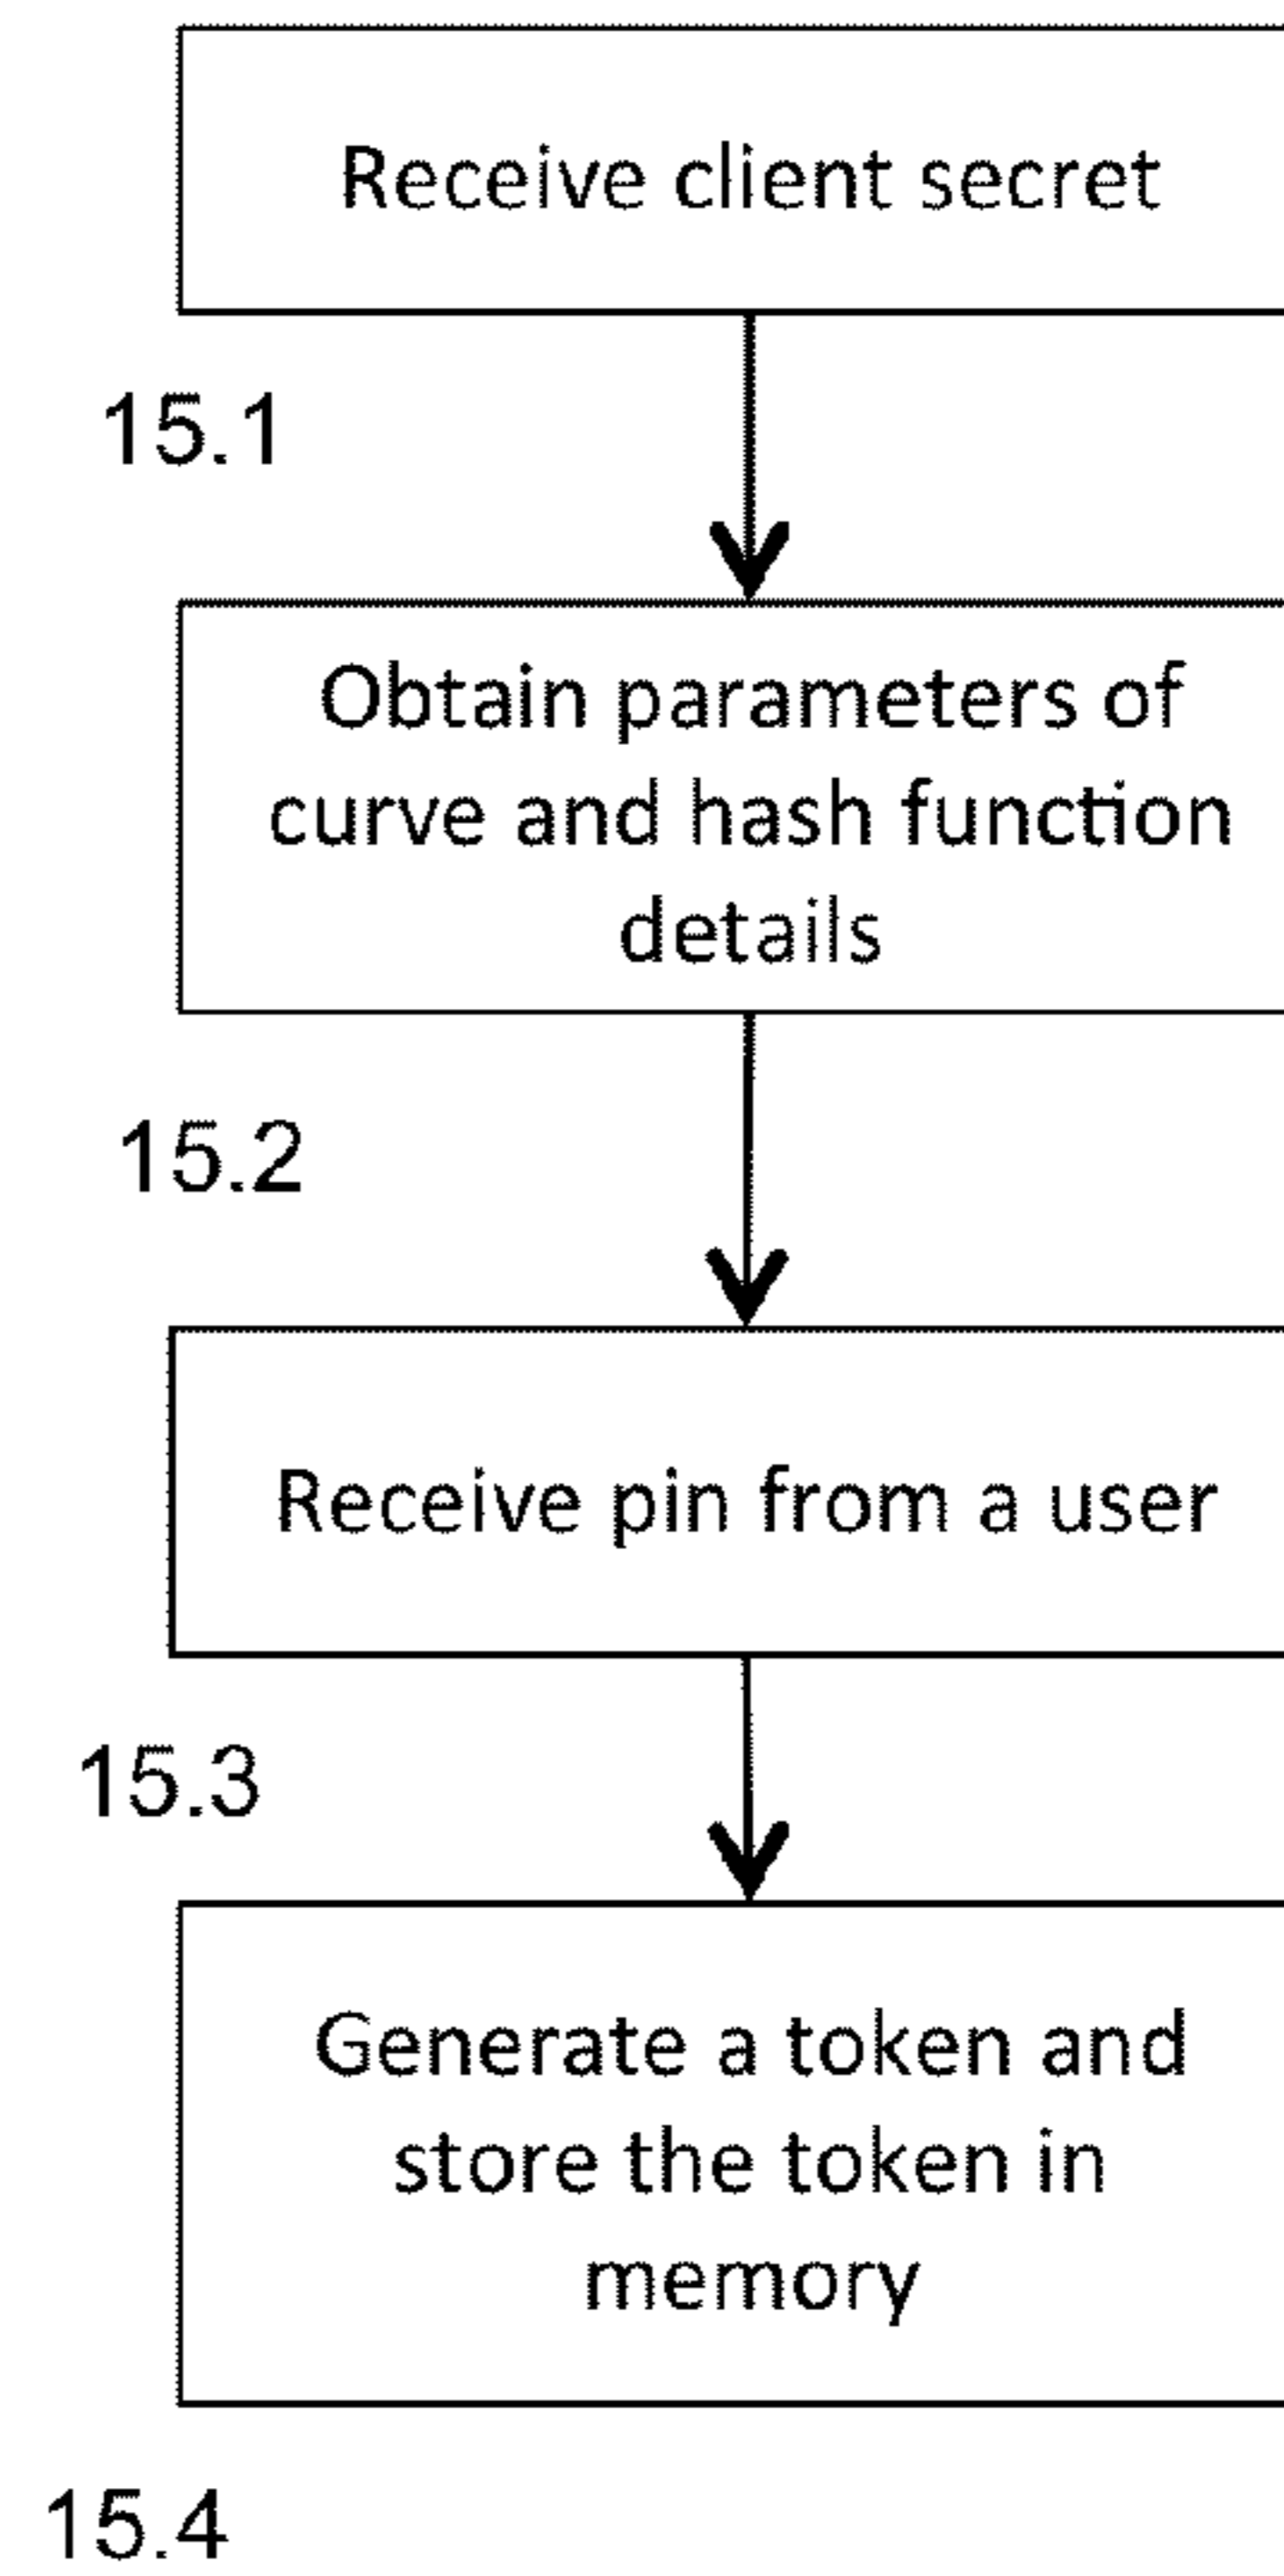 Receive client secret
15.1
Obtain parameters of
curve and hash function
details
15.2
Receive pin from a user
15.3
Generate a token and
store the token in
memory
15.4